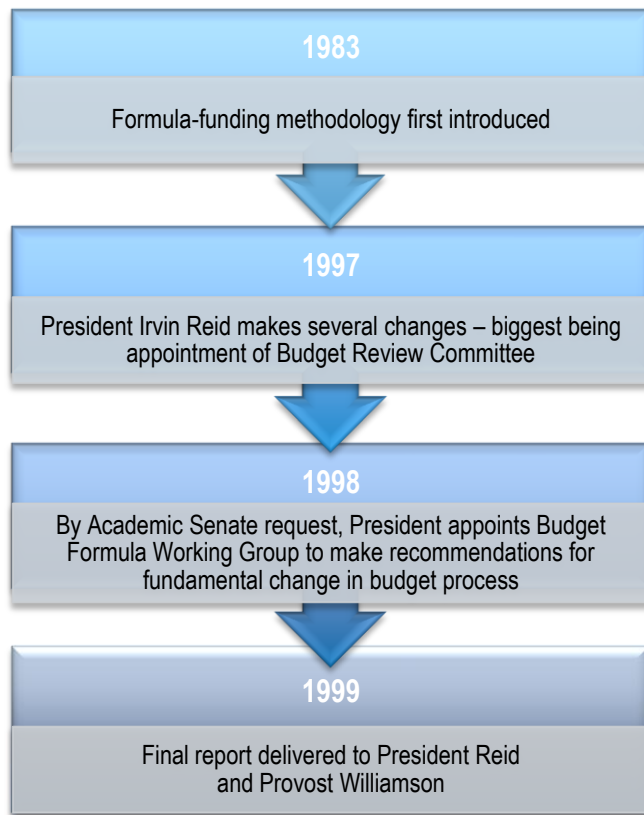 1983
Formula-funding methodology first introduced
1997
President Irvin Reid makes several changes – biggest being
appointment of Budget Review Committee
1998
By Academic Senate request, President appoints Budget
Formula Working Group to make recommendations for
fundamental change in budget process
1999
Final report delivered to President Reid
and Provost Williamson